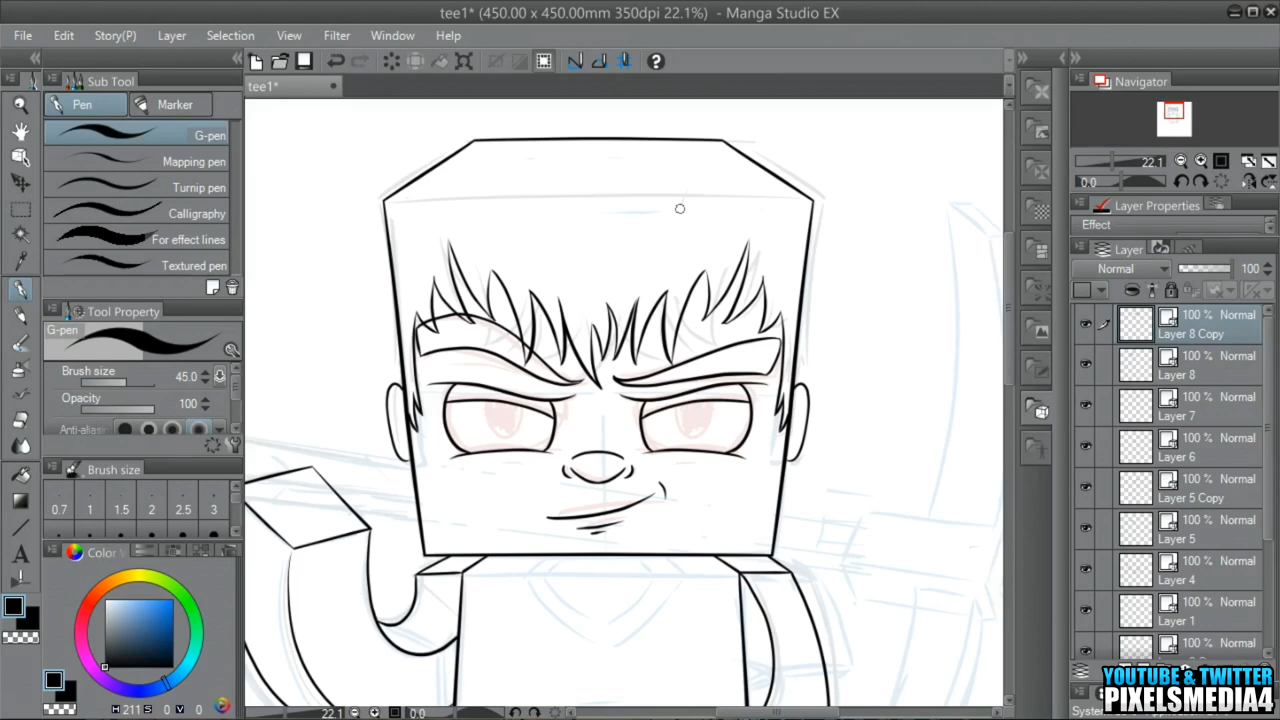 tee1* (450.00 x 450.00mm 350dpi 22.1%) - Manga Studio EX
File Edit Story(P) Layer Selection View Filter Window Help
Sub Tool
tee1*
Navigator
Pen Marker
G-pen
Mapping pen
Turnip pen
Calligraphy
For effect lines
Textured pen
22.1
0.0
Layer Properties
Effect
Layer
Normal 100
100 % Normal
Layer 8 Copy
100 % Normal
Layer 8
100 % Normal
Layer 7
100 % Normal
Layer 6
100 % Normal
Layer 5 Copy
100 % Normal
Layer 5
100 % Normal
Layer 4
100 % Normal
Layer 1
100 % Normal
Tool Property
G-pen
Brush size 45.0
Opacity 100
Anti-alias
Brush size
0.7 1 1.5 2 2.5 3
Color
H 211 S 0 V 0
22.1 0.0
YOUTUBE & TWITTER
PIXELSMEDIA4